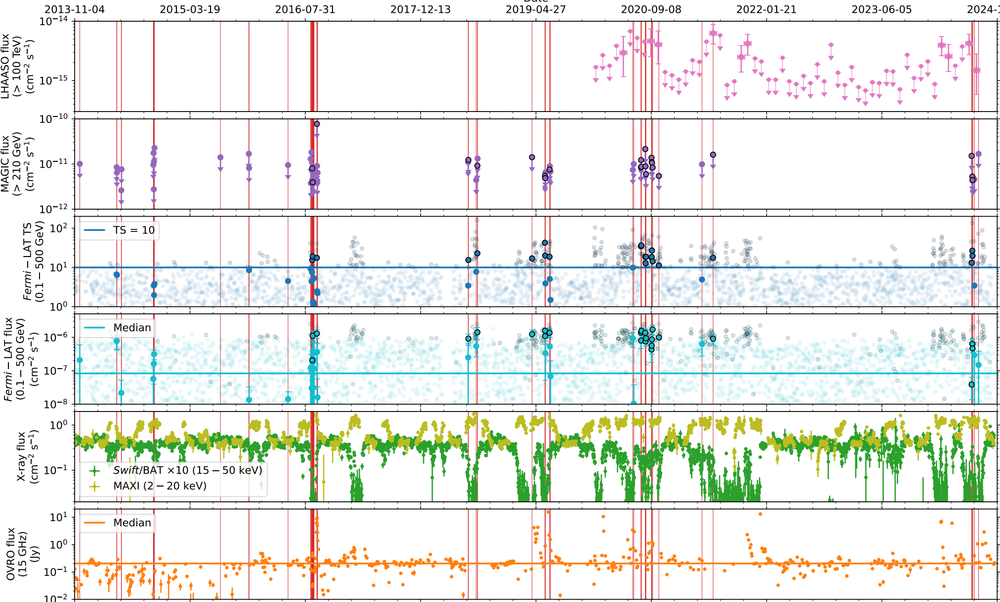 Date
2013-11-04 2015-03-19 2016-07-31 2017-12-13 2019-04-27 2020-09-08 2022-01-21 2023-06-05 2024-1
LHAASO flux
(> 100 TeV)
(cm⁻² s⁻¹)
10⁻¹⁴
10⁻¹⁵
MAGIC flux
(> 210 GeV)
(cm⁻² s⁻¹)
10⁻¹⁰
10⁻¹¹
10⁻¹²
Fermi − LAT TS
(0.1 − 500 GeV)
10²
10¹
10⁰
TS = 10
Fermi − LAT flux
(0.1 − 500 GeV)
(cm⁻² s⁻¹)
10⁻⁶
10⁻⁷
10⁻⁸
Median
X-ray flux
(cm⁻² s⁻¹)
10⁰
10⁻¹
Swift/BAT ×10 (15 − 50 keV)
MAXI (2 − 20 keV)
OVRO flux
(15 GHz)
(Jy)
10¹
10⁰
10⁻¹
10⁻²
Median